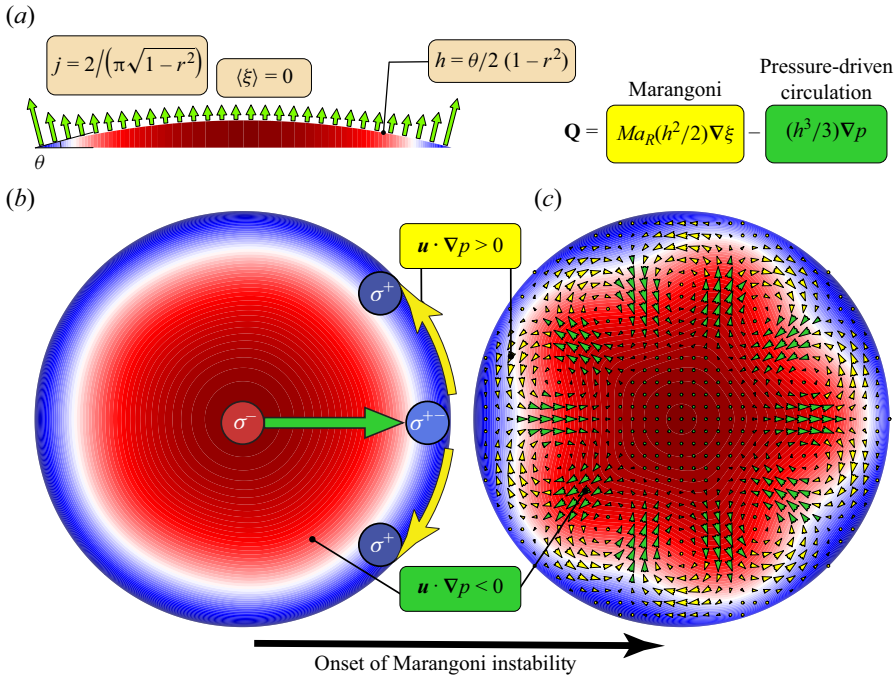 (a)
j = 2/(π√1 – r²)
⟨ξ⟩ = 0
h = θ/2 (1 – r²)
θ
Marangoni
Pressure-driven
circulation
Q = Ma_R(h²/2)∇ξ – (h³/3)∇p
(b)
(c)
u · ∇p > 0
σ⁺
σ⁻
σ⁺⁻
σ⁺
u · ∇p < 0
Onset of Marangoni instability